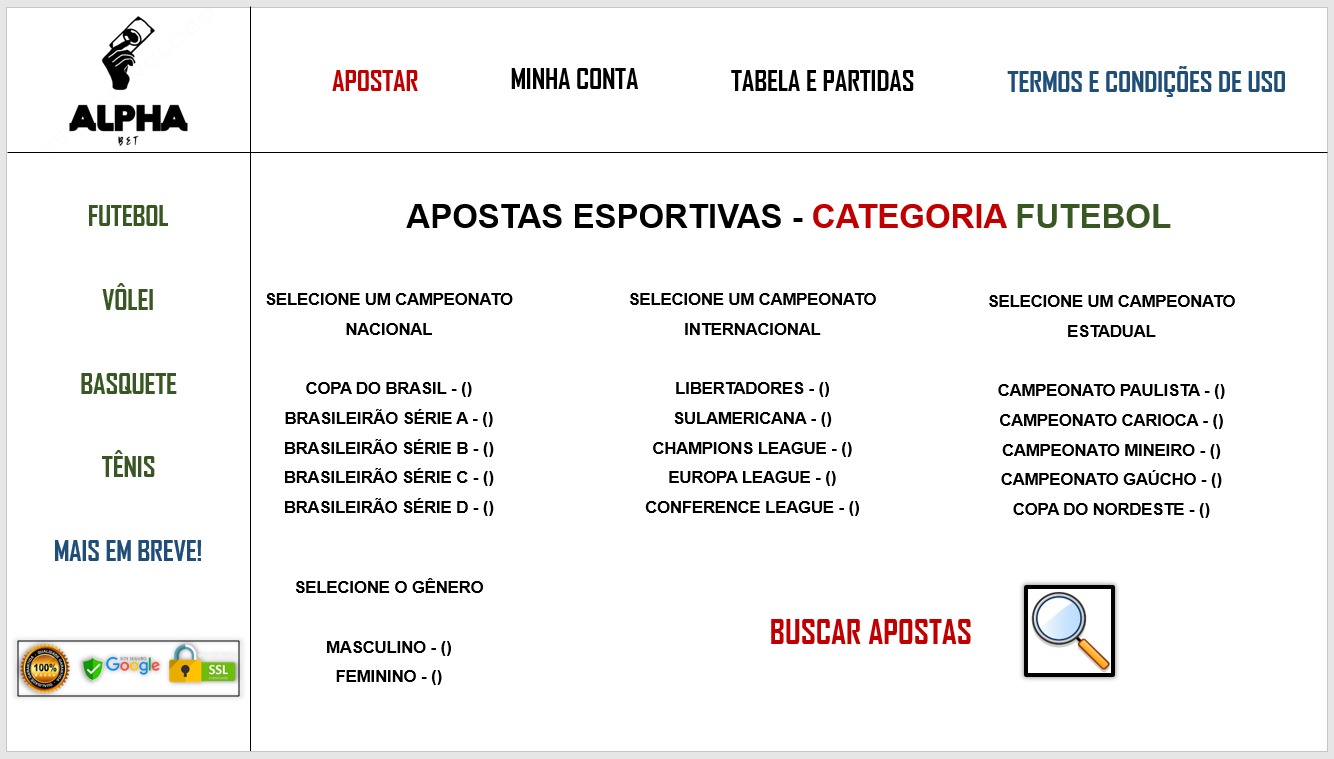 ALPHA
BET
APOSTAR
MINHA CONTA
TABELA E PARTIDAS
TERMOS E CONDIÇÕES DE USO
FUTEBOL
VÔLEI
BASQUETE
TÊNIS
MAIS EM BREVE!
100%
Google
SSL
APOSTAS ESPORTIVAS - CATEGORIA FUTEBOL
SELECIONE UM CAMPEONATO
NACIONAL
COPA DO BRASIL - ()
BRASILEIRÃO SÉRIE A - ()
BRASILEIRÃO SÉRIE B - ()
BRASILEIRÃO SÉRIE C - ()
BRASILEIRÃO SÉRIE D - ()
SELECIONE UM CAMPEONATO
INTERNACIONAL
LIBERTADORES - ()
SULAMERICANA - ()
CHAMPIONS LEAGUE - ()
EUROPA LEAGUE - ()
CONFERENCE LEAGUE - ()
SELECIONE UM CAMPEONATO
ESTADUAL
CAMPEONATO PAULISTA - ()
CAMPEONATO CARIOCA - ()
CAMPEONATO MINEIRO - ()
CAMPEONATO GAÚCHO - ()
COPA DO NORDESTE - ()
SELECIONE O GÊNERO
MASCULINO - ()
FEMININO - ()
BUSCAR APOSTAS